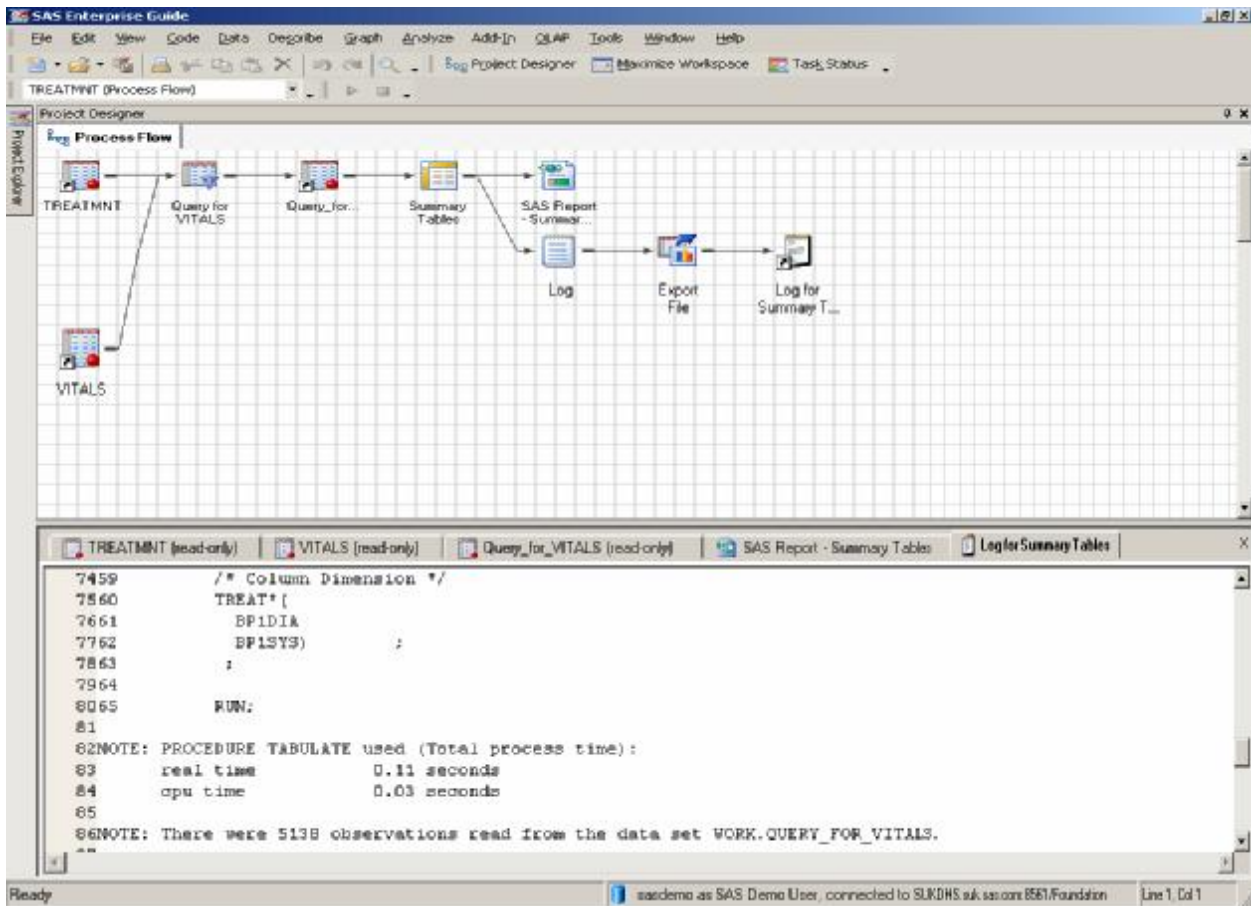 SAS Enterprise Guide
File Edit View Code Data Describe Graph Analyze Add-In OLAP Tools Window Help
Project Designer Maximize Workspace Task Status
TREATMNT (Process Flow)
Project Designer
Project Explorer
Process Flow
TREATMNT
Query for VITALS
Query_for...
Summary Tables
SAS Report - Summar...
Log
Export File
Log for Summary T...
VITALS
TREATMNT (read-only) VITALS (read-only) Query_for_VITALS (read-only) SAS Report - Summary Tables Log for Summary Tables
7459 /* Column Dimension */
7560 TREAT*(
7661 BP1DIA
7762 BP1SYS) ;
7863 ;
7964
8065 RUN;
81
82NOTE: PROCEDURE TABULATE used (Total process time):
83 real time 0.11 seconds
84 cpu time 0.03 seconds
85
86NOTE: There were 5138 observations read from the data set WORK.QUERY_FOR_VITALS.
Ready sasdemo as SAS Demo User, connected to SUKDHS.suk.sas.com:8561/Foundation Line 1, Col 1